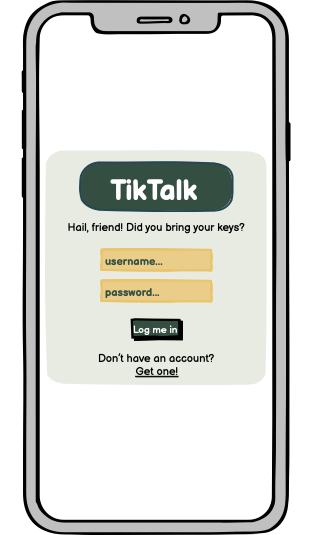 TikTalk
Hail, friend! Did you bring your keys?
username...
password...
Log me in
Don't have an account?
Get one!